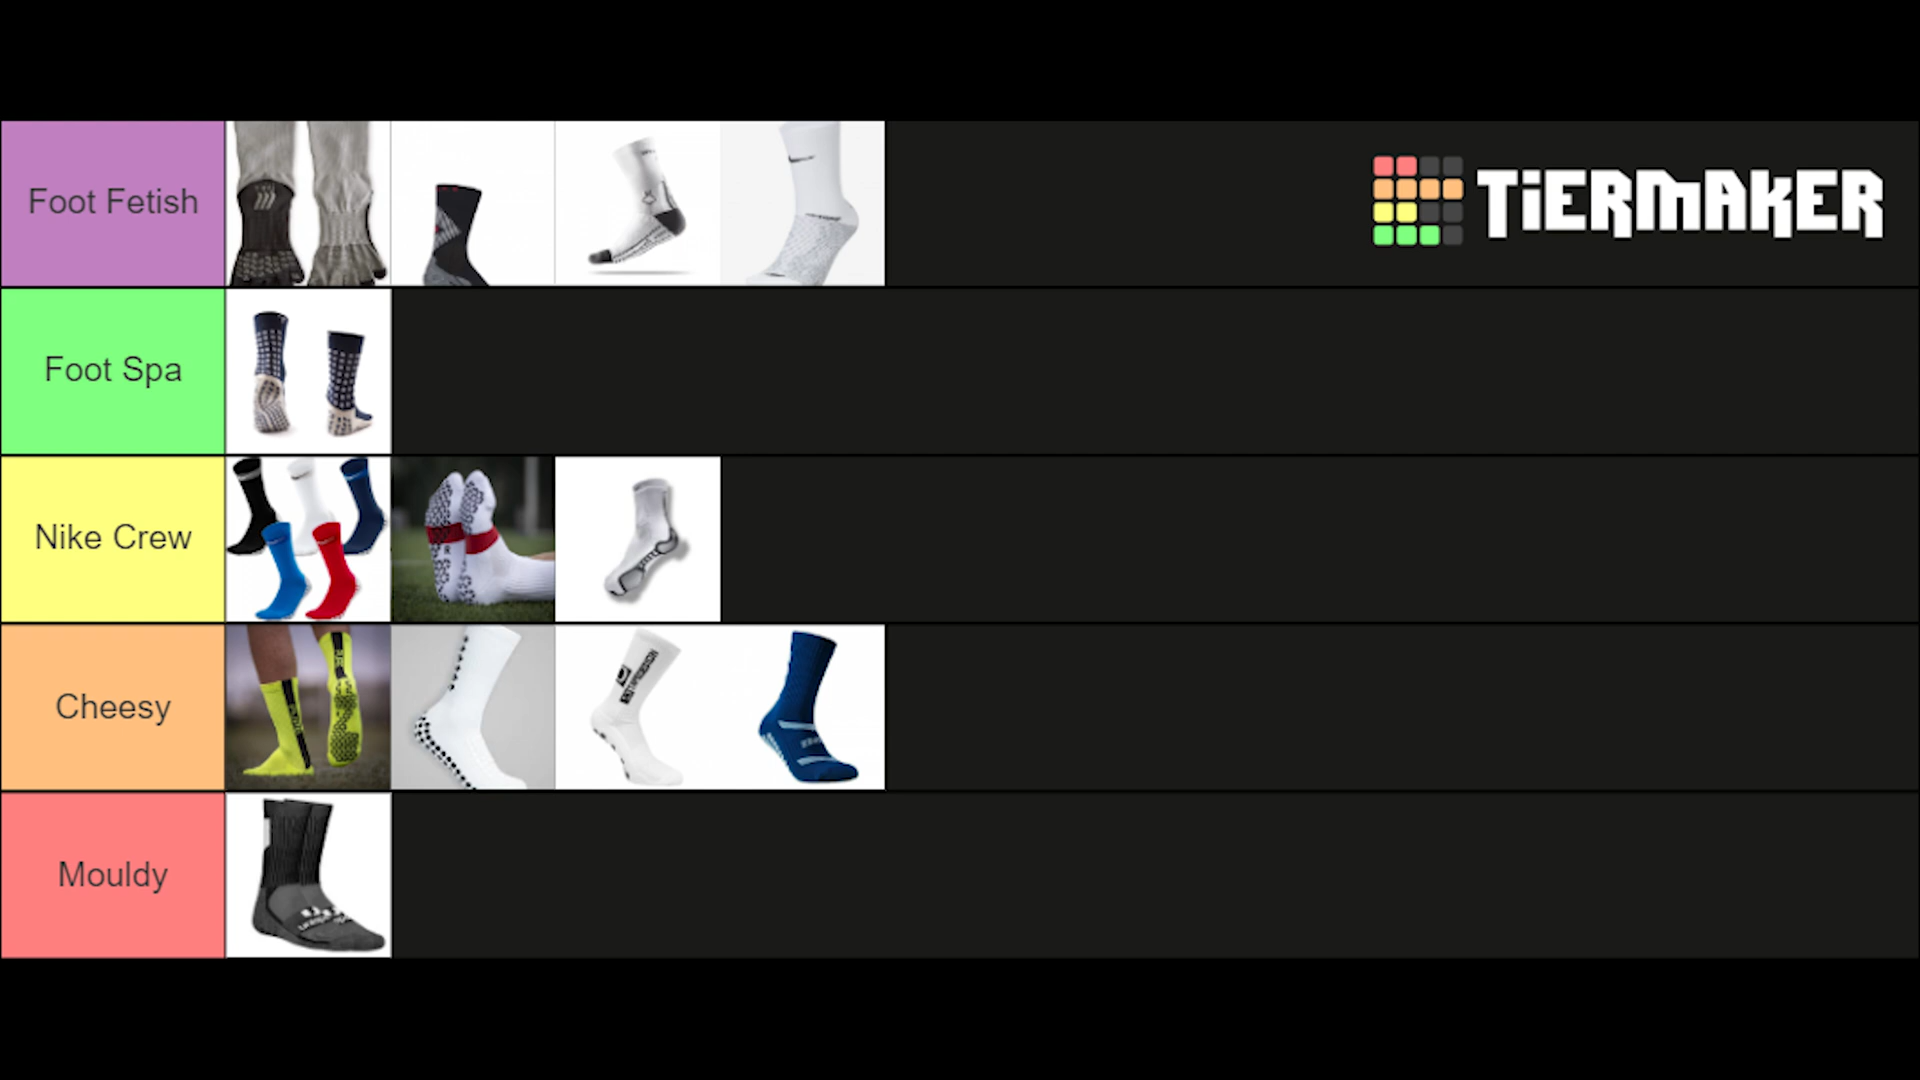 TiERMAKER
Foot Fetish
Foot Spa
Nike Crew
Cheesy
Mouldy